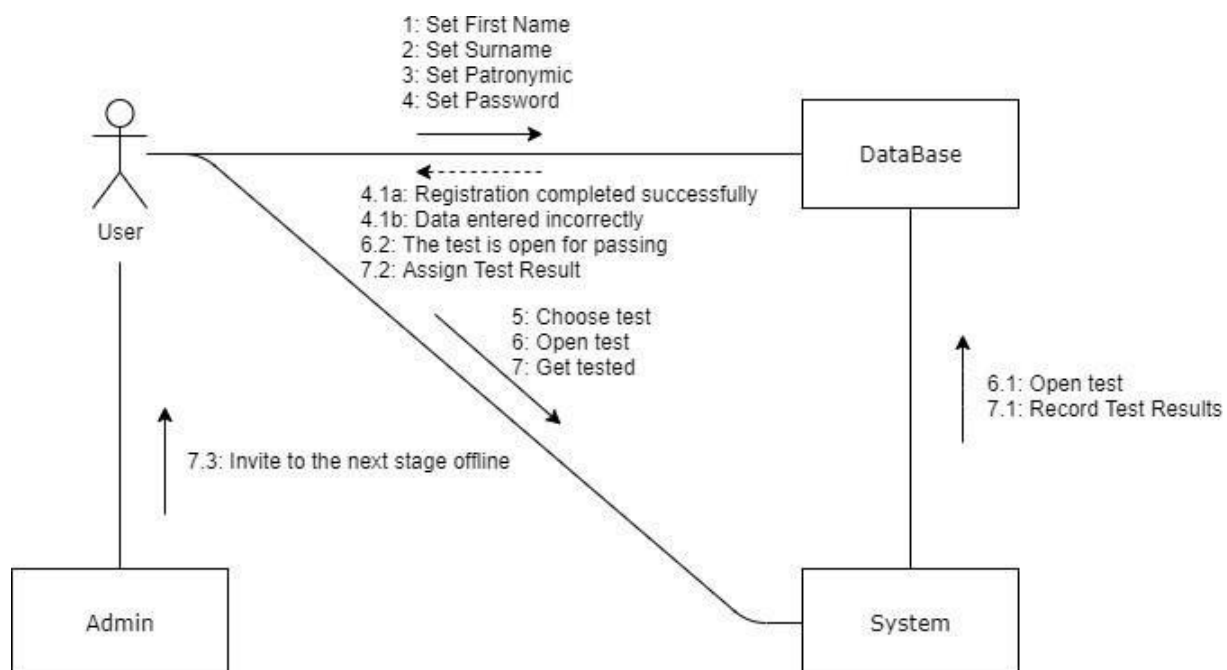 1: Set First Name
2: Set Surname
3: Set Patronymic
4: Set Password
DataBase
User
4.1a: Registration completed successfully
4.1b: Data entered incorrectly
6.2: The test is open for passing
7.2: Assign Test Result
5: Choose test
6: Open test
7: Get tested
6.1: Open test
7.1: Record Test Results
7.3: Invite to the next stage offline
Admin
System